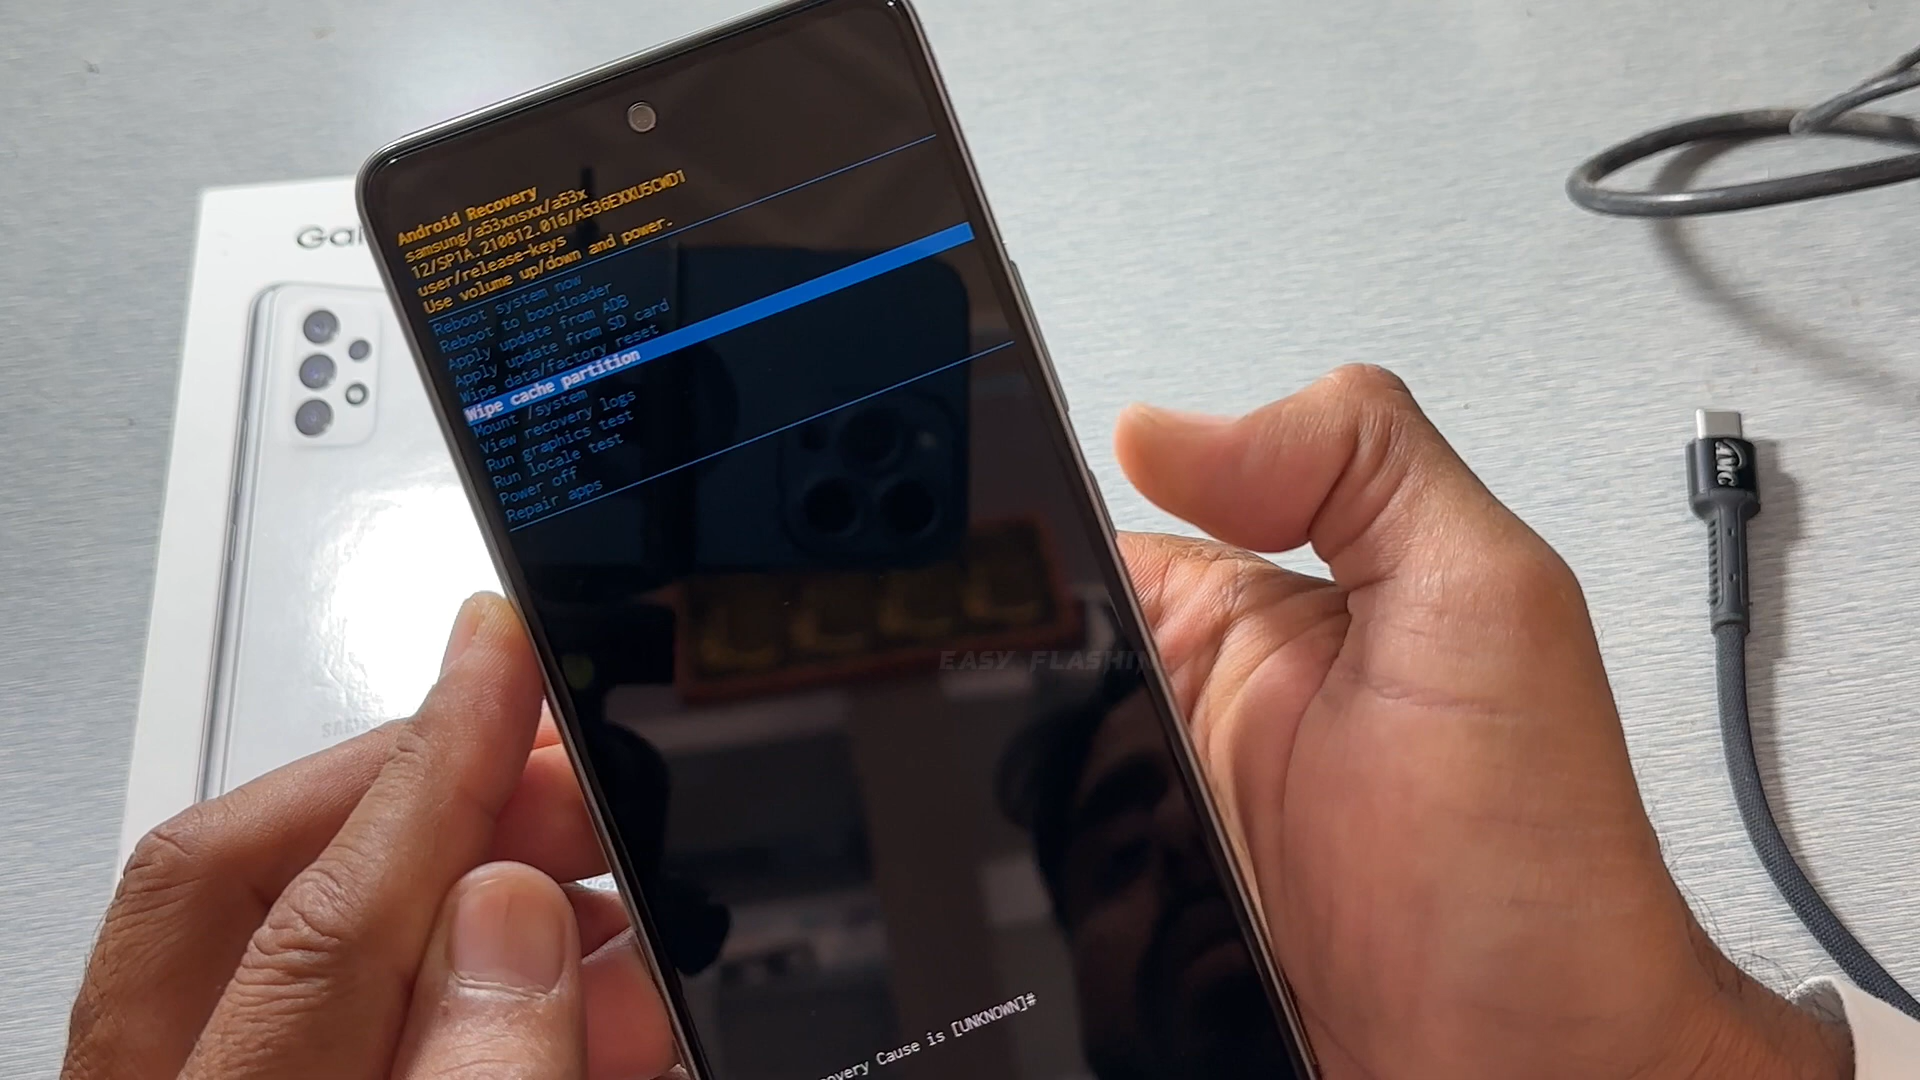 Android Recovery
samsung/a53xnsxx/a53x
12/SP1A.210812.016/A536EXXU5CWD1
user/release-keys
Use volume up/down and power.
Reboot system now
Reboot to bootloader
Apply update from ADB
Apply update from SD card
Wipe data/factory reset
Wipe cache partition
Mount /system
View recovery logs
Run graphics test
Run locale test
Power off
Repair apps
Cause is [UNKNOWN]#
EASY FLASHIN
AMC